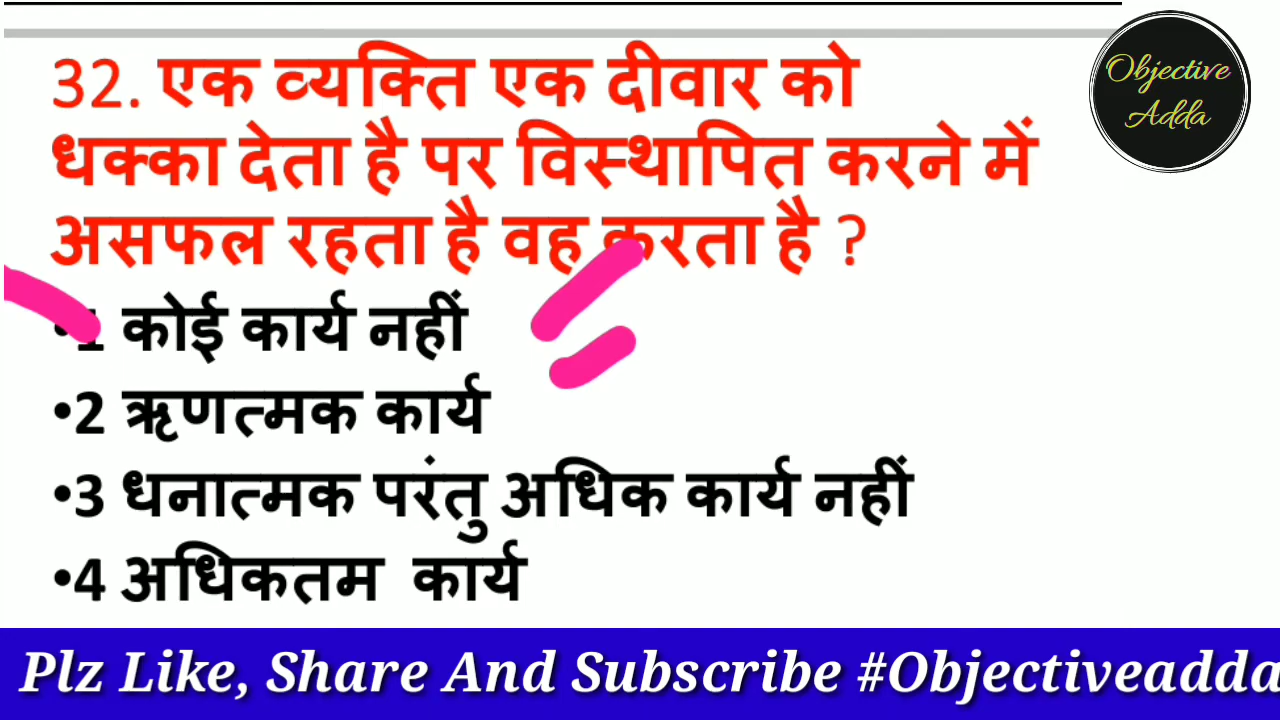 32. एक व्यक्ति एक दीवार को
धक्का देता है पर विस्थापित करने में
असफल रहता है वह करता है ?
•1 कोई कार्य नहीं
•2 ऋणत्मक कार्य
•3 धनात्मक परंतु अधिक कार्य नहीं
•4 अधिकतम कार्य
Objective
Adda
Plz Like, Share And Subscribe #Objectiveadda